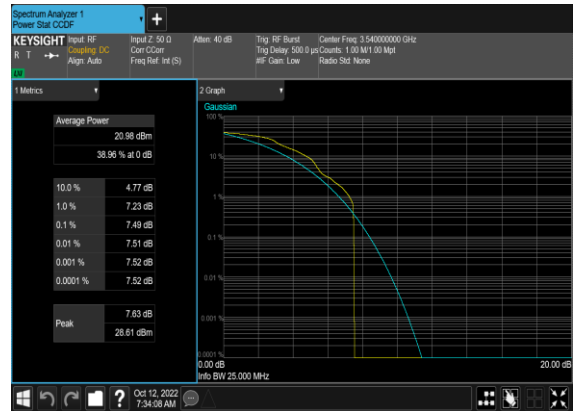 Spectrum Analyzer 1
Power Stat CCDF
+
KEYSIGHT
R T
LXI
Input: RF
Coupling: DC
Align: Auto
Input Z: 50 Ω
Corr CCorr
Freq Ref: Int (S)
Atten: 40 dB
Trig: RF Burst
Trig Delay: 500.0 µs
#IF Gain: Low
Center Freq: 3.540000000 GHz
Counts: 1.00 M/1.00 Mpt
Radio Std: None
1 Metrics
Average Power
20.98 dBm
38.96 % at 0 dB
10.0 % 4.77 dB
1.0 % 7.23 dB
0.1 % 7.49 dB
0.01 % 7.51 dB
0.001 % 7.52 dB
0.0001 % 7.52 dB
Peak
7.63 dB
28.61 dBm
2 Graph
Gaussian
100 %
10 %
1 %
0.1 %
0.01 %
0.001 %
0.0001 %
0.00 dB 20.00 dB
Info BW 25.000 MHz
? Oct 12, 2022
7:34:08 AM